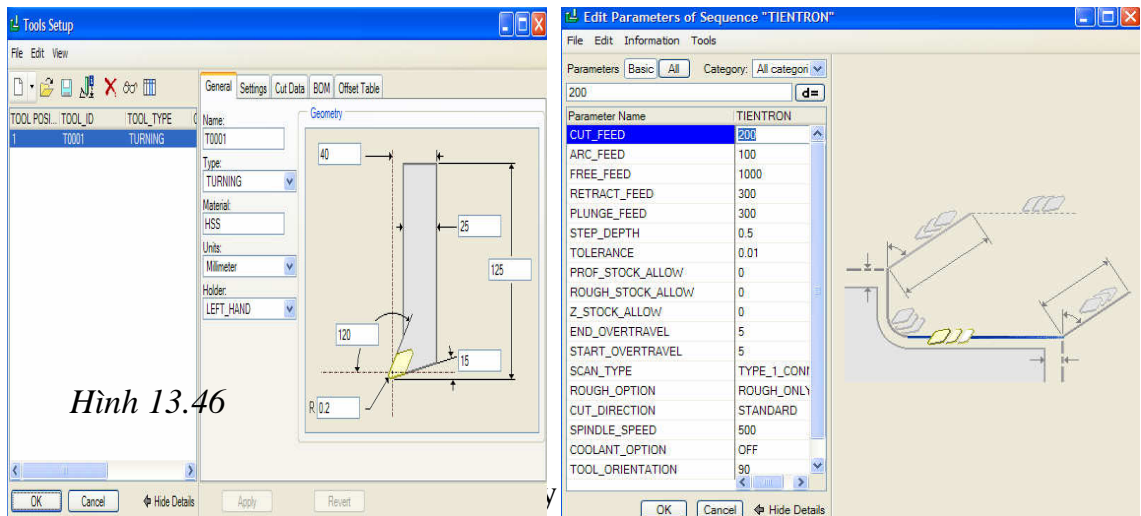 Tools Setup
File Edit View
TOOL POSI... TOOL_ID TOOL_TYPE
1 T0001 TURNING
General Settings Cut Data BOM Offset Table
Name:
T0001
Type:
TURNING
Material:
HSS
Units:
Millimeter
Holder:
LEFT_HAND
Geometry
40
25
125
120
15
R 0.2
Hình 13.46
OK Cancel Hide Details Apply Revert
y
Edit Parameters of Sequence "TIENTRON"
File Edit Information Tools
Parameters Basic All Category: All categori
200 d=
Parameter Name TIENTRON
CUT_FEED 200
ARC_FEED 100
FREE_FEED 1000
RETRACT_FEED 300
PLUNGE_FEED 300
STEP_DEPTH 0.5
TOLERANCE 0.01
PROF_STOCK_ALLOW 0
ROUGH_STOCK_ALLOW 0
Z_STOCK_ALLOW 0
END_OVERTRAVEL 5
START_OVERTRAVEL 5
SCAN_TYPE TYPE_1_CONN
ROUGH_OPTION ROUGH_ONLY
CUT_DIRECTION STANDARD
SPINDLE_SPEED 500
COOLANT_OPTION OFF
TOOL_ORIENTATION 90
OK Cancel Hide Details